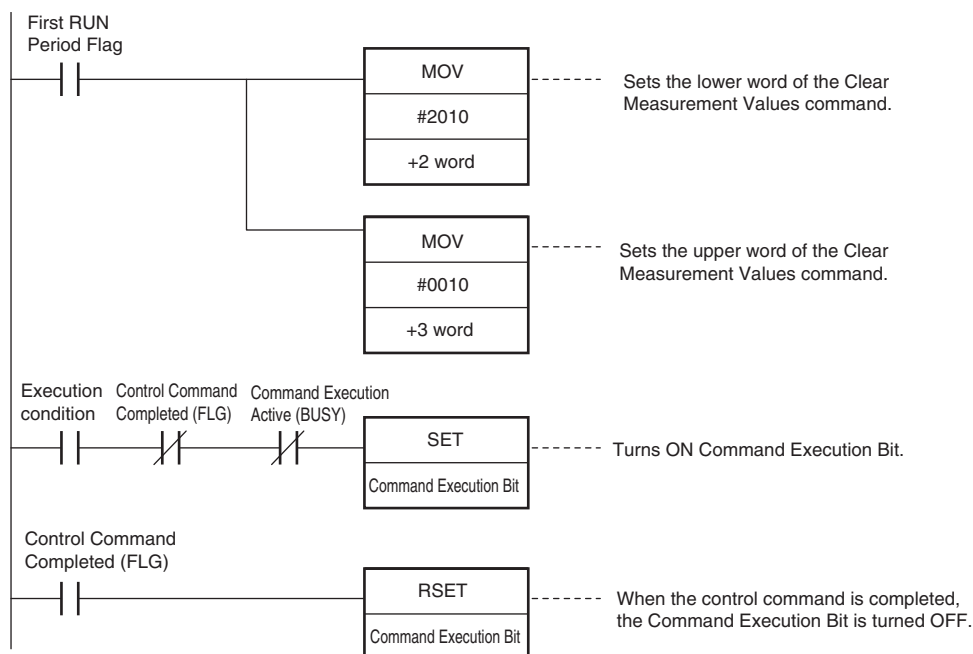 First RUN
Period Flag
MOV
#2010
+2 word
Sets the lower word of the Clear
Measurement Values command.
MOV
#0010
+3 word
Sets the upper word of the Clear
Measurement Values command.
Execution
condition
Control Command
Completed (FLG)
Command Execution
Active (BUSY)
SET
Command Execution Bit
Turns ON Command Execution Bit.
Control Command
Completed (FLG)
RSET
Command Execution Bit
When the control command is completed,
the Command Execution Bit is turned OFF.